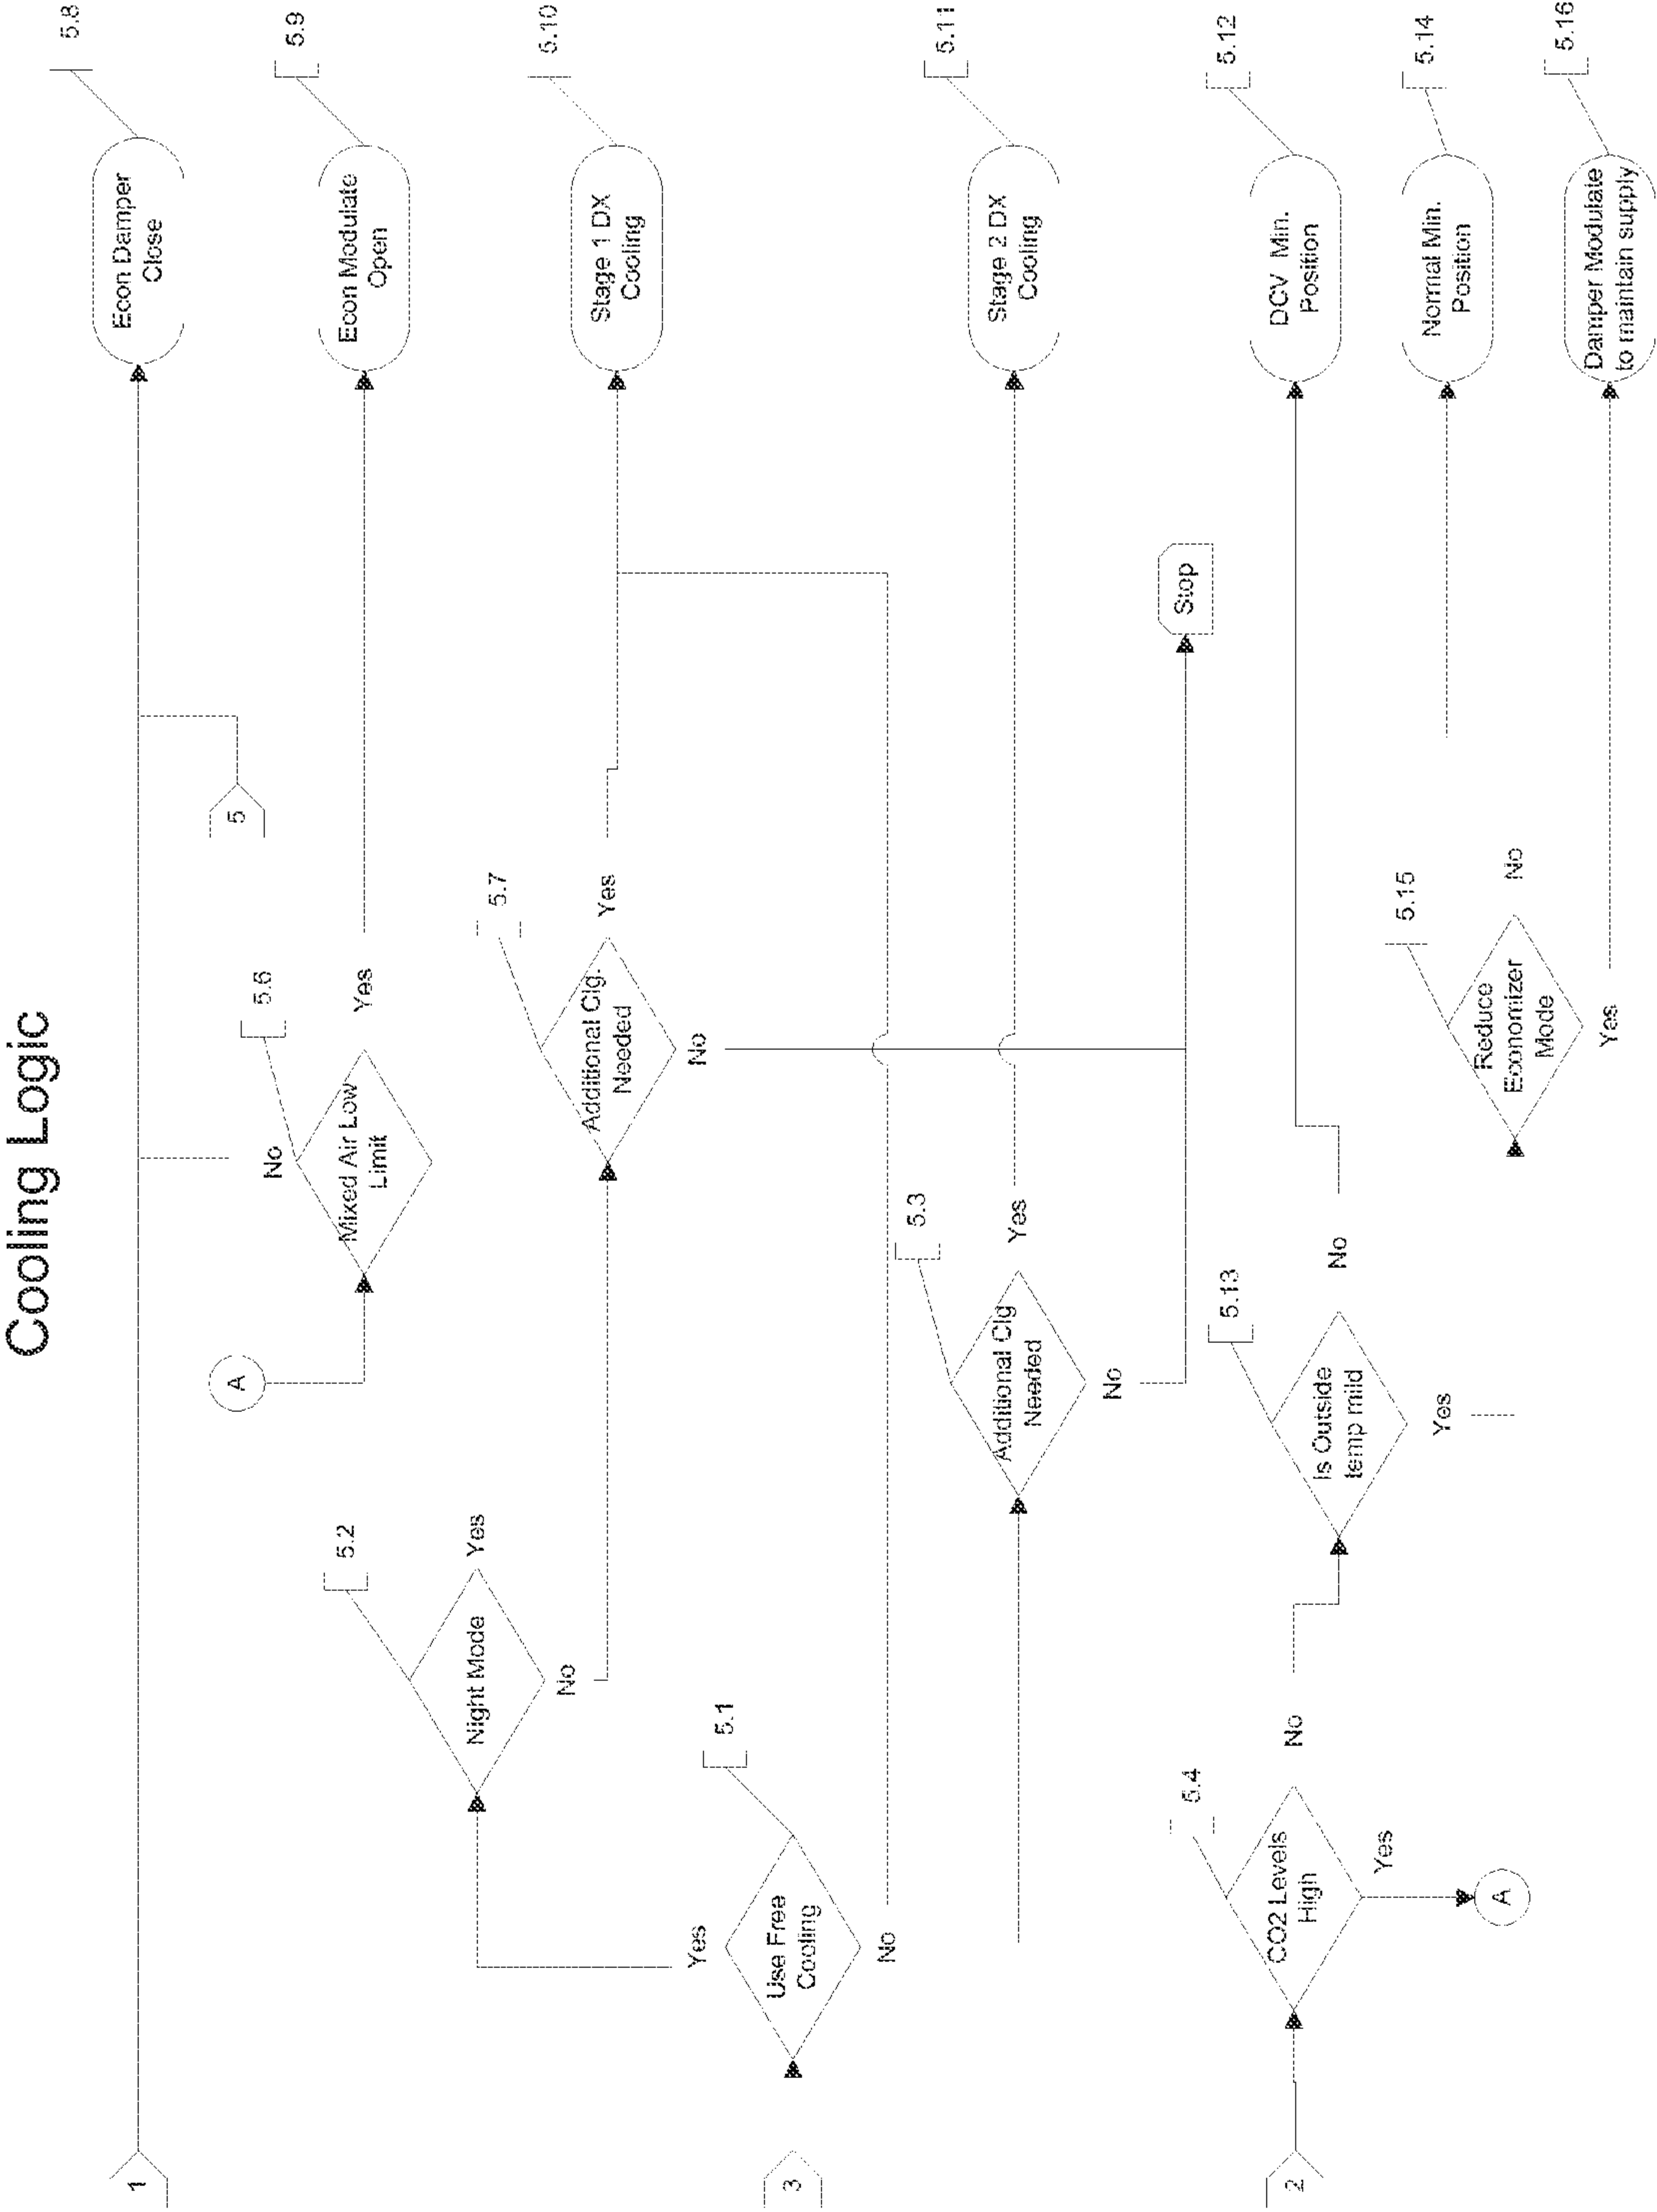 Cooling Logic
1
5
Econ Damper
Close
5.8
A
No
Mixed Air Low
Limit
5.6
Yes
Econ Modulate
Open
5.9
Night Mode
5.2
Yes
No
Additional Clg.
Needed
5.7
Yes
No
Stage 1 DX
Cooling
5.10
3
Use Free
Cooling
5.1
Yes
No
Additional Clg
Needed
5.3
Yes
No
Stage 2 DX
Cooling
5.11
Stop
2
CO2 Levels
High
5.4
No
Yes
A
Is Outside
temp mild
5.13
No
Yes
DCV Min.
Position
5.12
Normal Min.
Position
5.14
Reduce
Economizer
Mode
5.15
No
Yes
Damper Modulate
to maintain supply
5.16